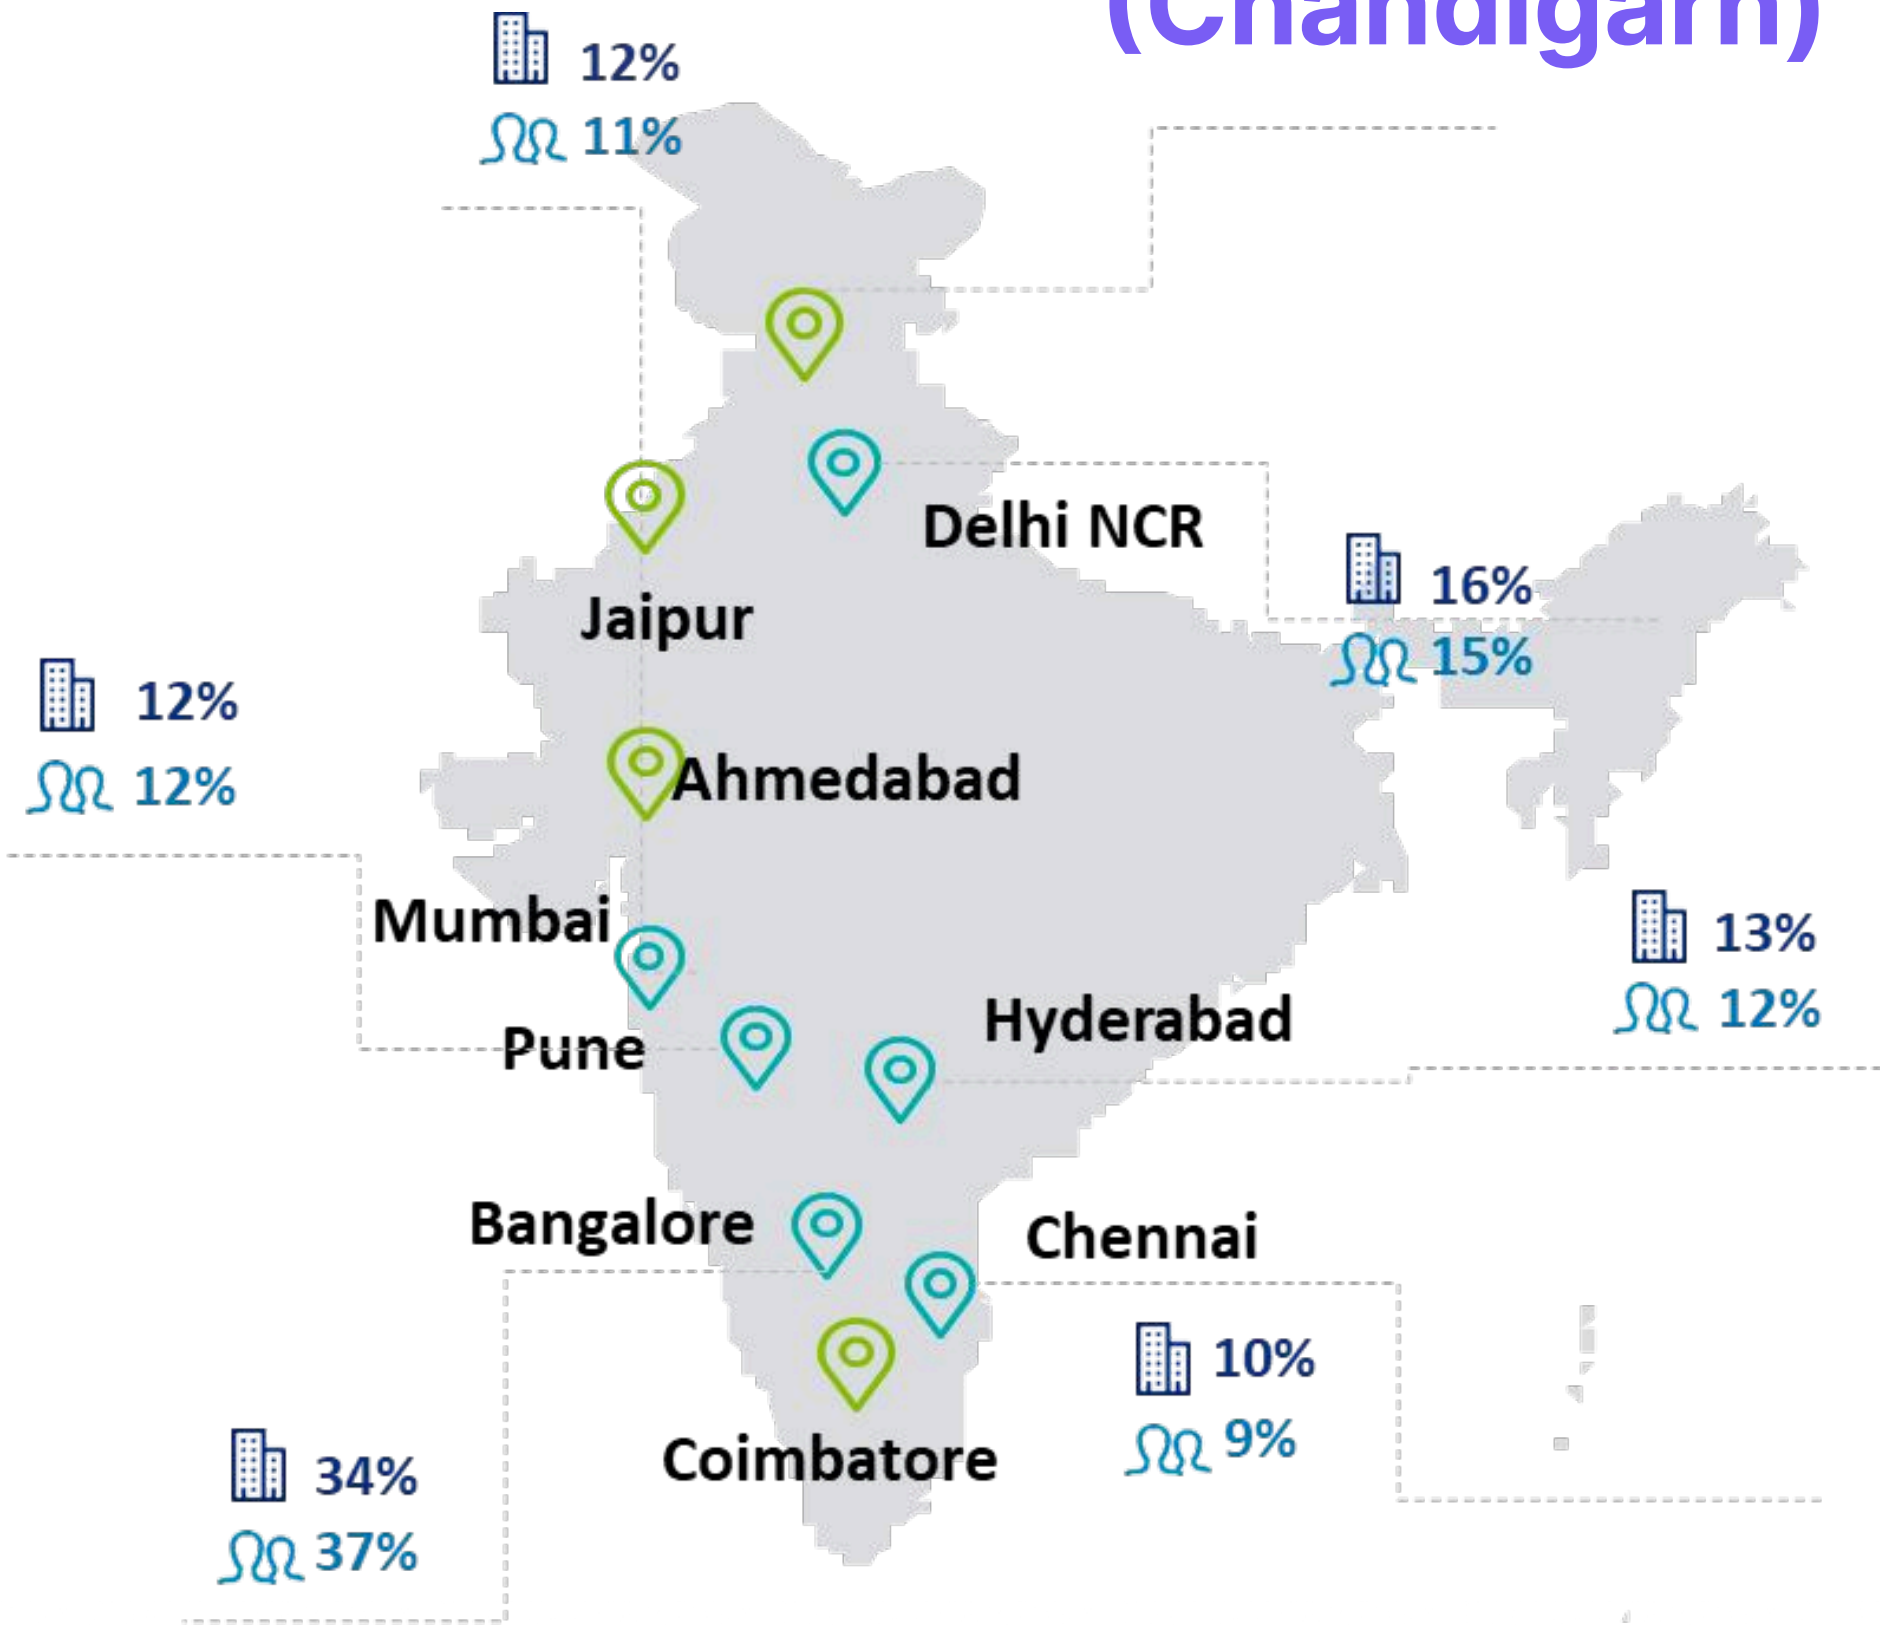 (Chandigarh)
12%
11%
Delhi NCR
16%
15%
Jaipur
12%
12%
Ahmedabad
Mumbai
13%
12%
Hyderabad
Pune
Bangalore
Chennai
10%
9%
Coimbatore
34%
37%